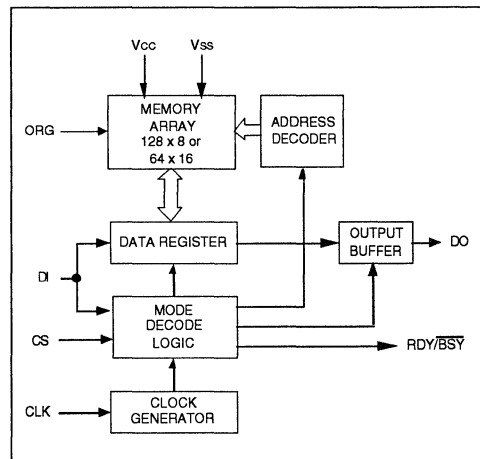 Vcc Vss
ORG
MEMORY
ARRAY
128 x 8 or
64 x 16
ADDRESS
DECODER
DATA REGISTER
OUTPUT
BUFFER
DO
DI
MODE
DECODE
LOGIC
CS
RDY/BSY
CLK
CLOCK
GENERATOR